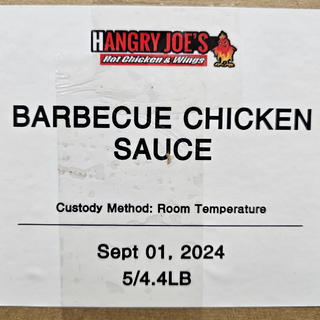 HANGRY JOE'S
Hot Chicken & Wings
BARBECUE CHICKEN
SAUCE
Custody Method: Room Temperature
Sept 01, 2024
5/4.4LB